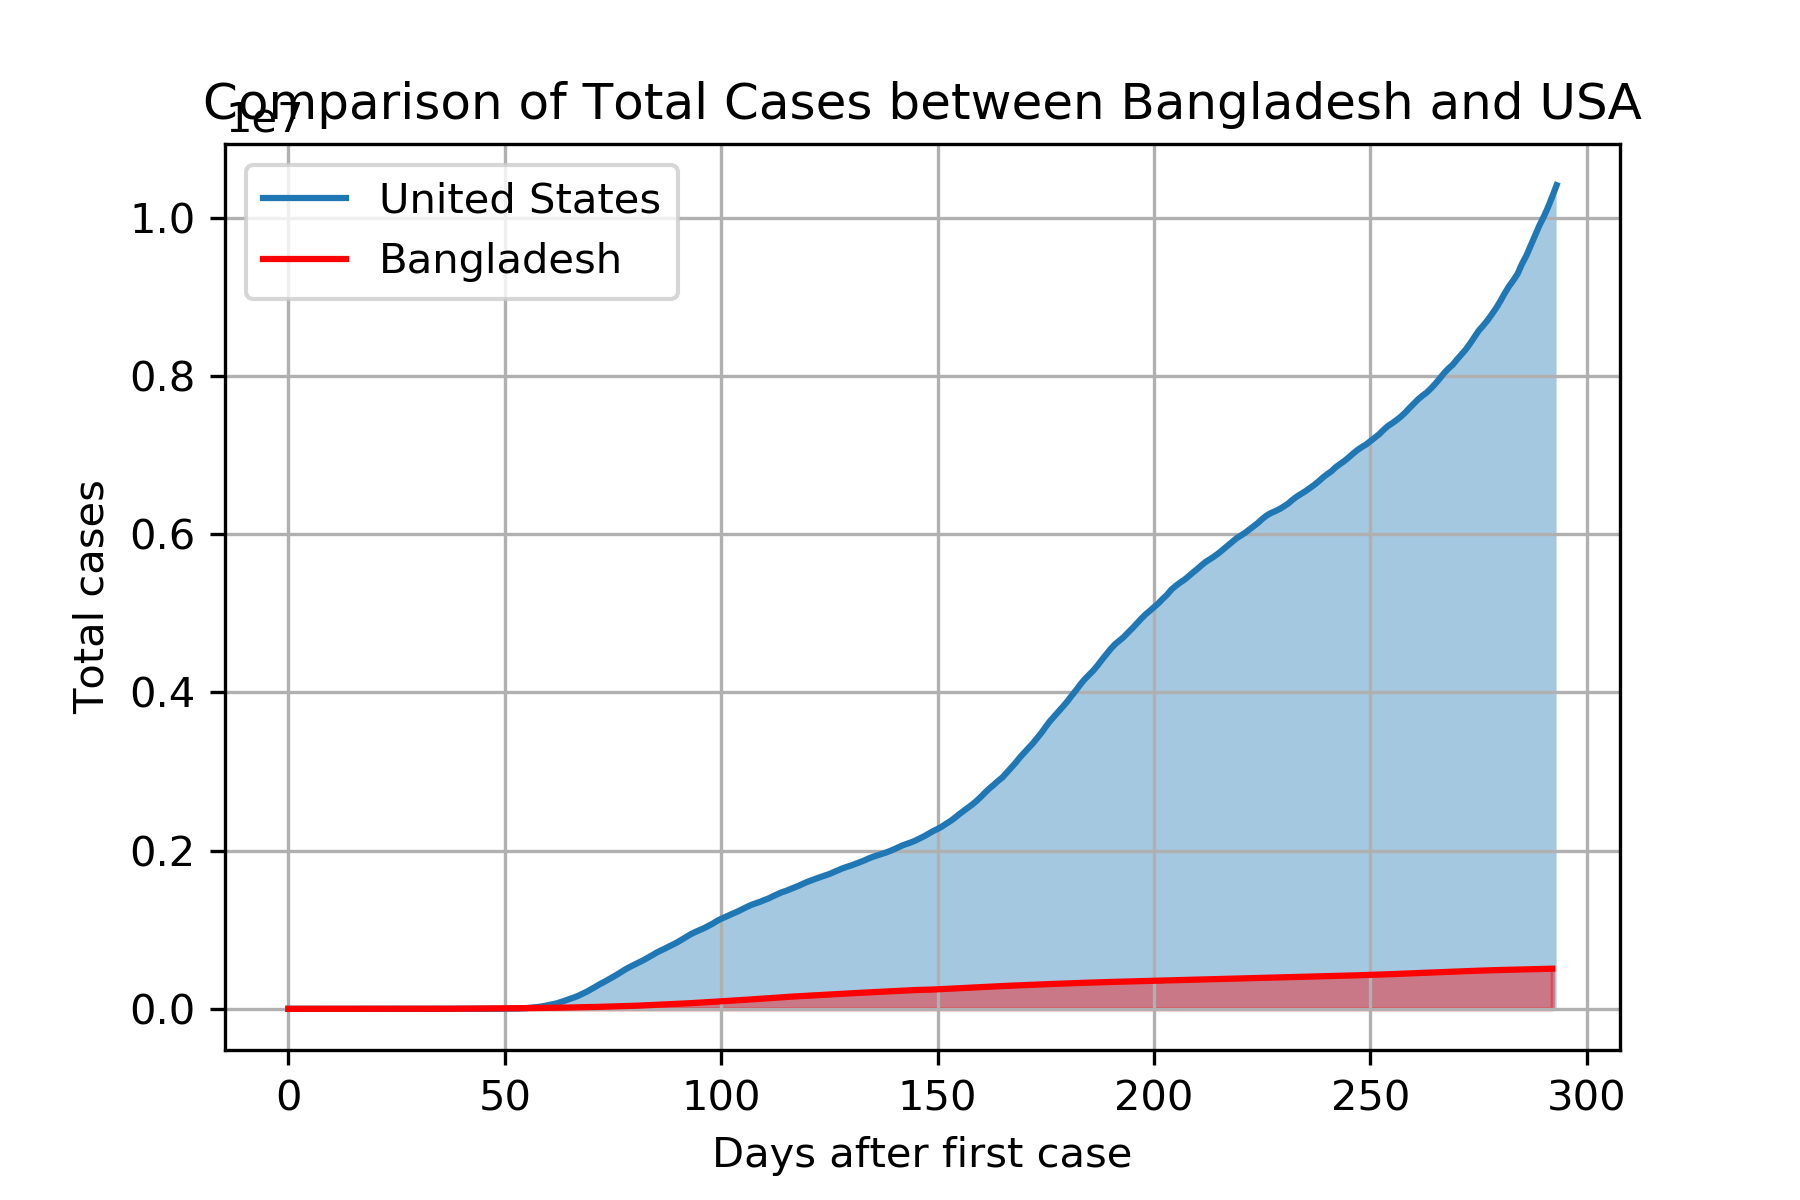 Comparison of Total Cases between Bangladesh and USA
1e7
United States
Bangladesh
1.0
0.8
0.6
0.4
0.2
0.0
Total cases
0 50 100 150 200 250 300
Days after first case